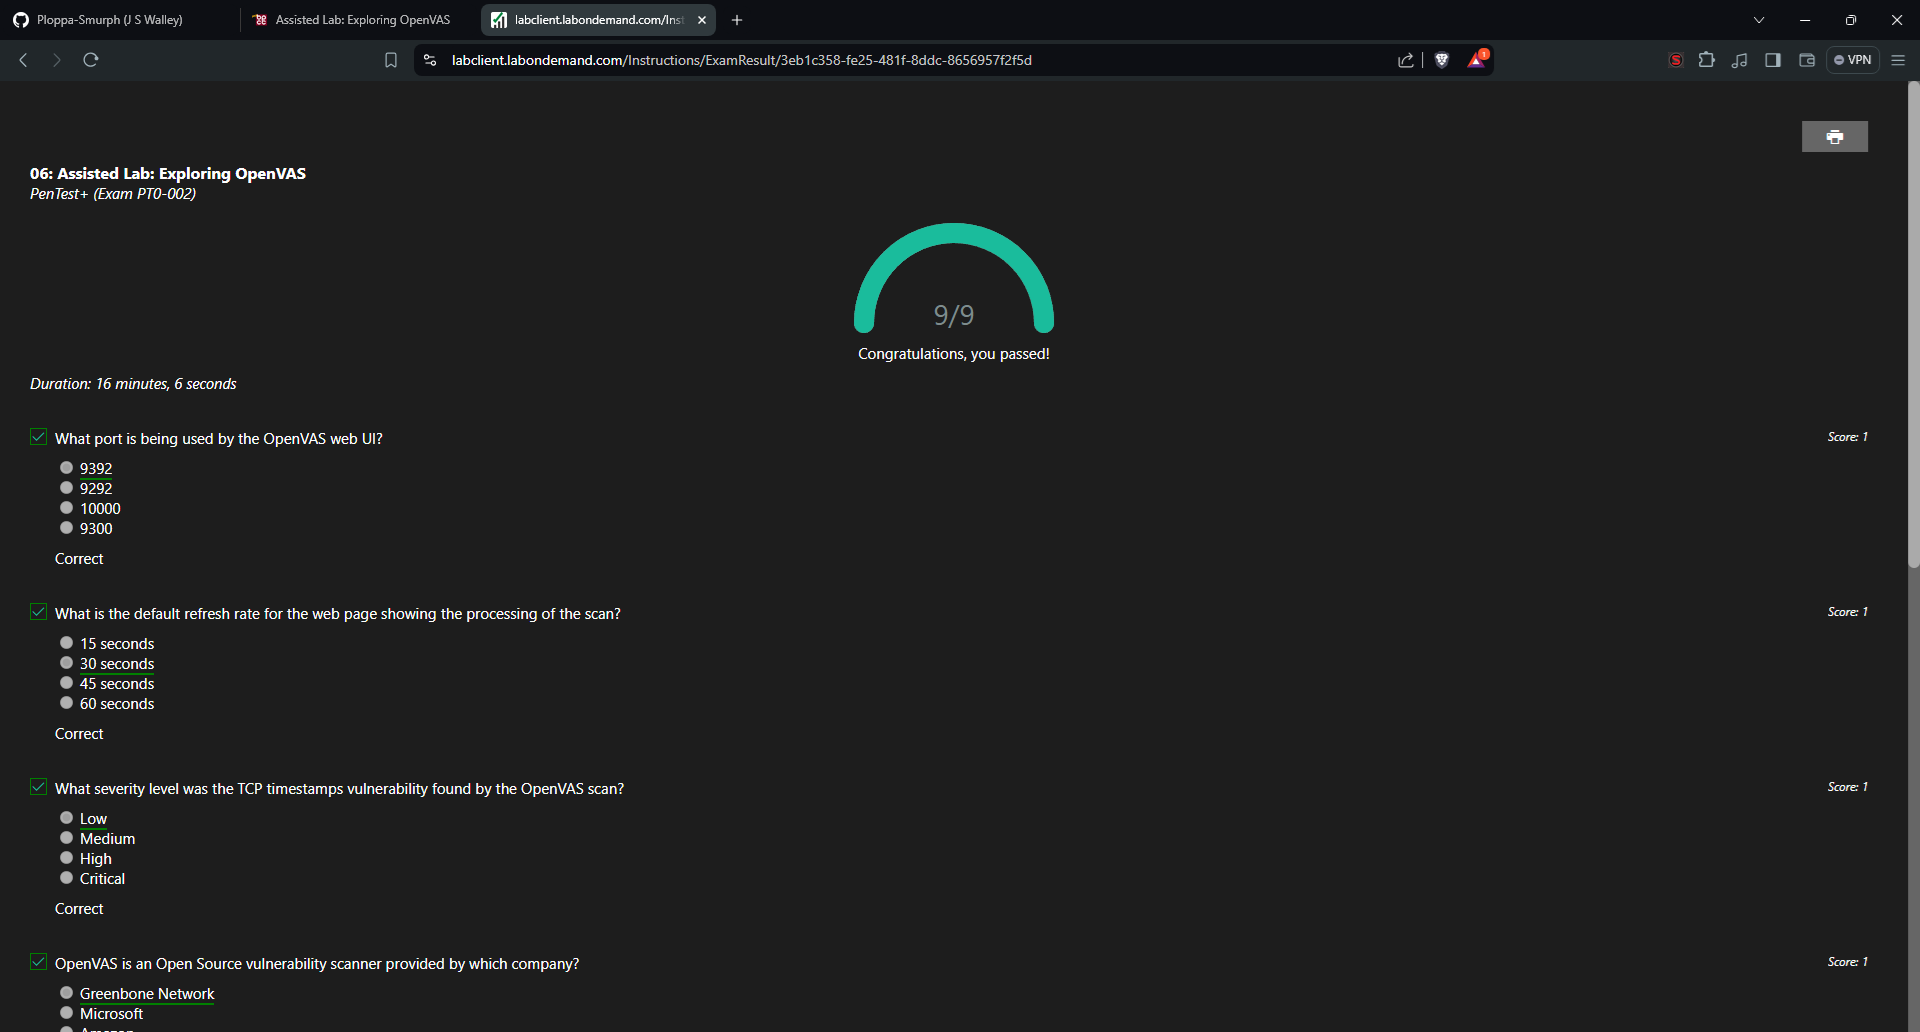 Ploppa-Smurph (J S Walley)
Assisted Lab: Exploring OpenVAS
labclient.labondemand.com/Inst
labclient.labondemand.com/Instructions/ExamResult/3eb1c358-fe25-481f-8ddc-8656957f2f5d
1
VPN
06: Assisted Lab: Exploring OpenVAS
PenTest+ (Exam PT0-002)
9/9
Congratulations, you passed!
Duration: 16 minutes, 6 seconds
What port is being used by the OpenVAS web UI?
Score: 1
9392
9292
10000
9300
Correct
What is the default refresh rate for the web page showing the processing of the scan?
Score: 1
15 seconds
30 seconds
45 seconds
60 seconds
Correct
What severity level was the TCP timestamps vulnerability found by the OpenVAS scan?
Score: 1
Low
Medium
High
Critical
Correct
OpenVAS is an Open Source vulnerability scanner provided by which company?
Score: 1
Greenbone Network
Microsoft